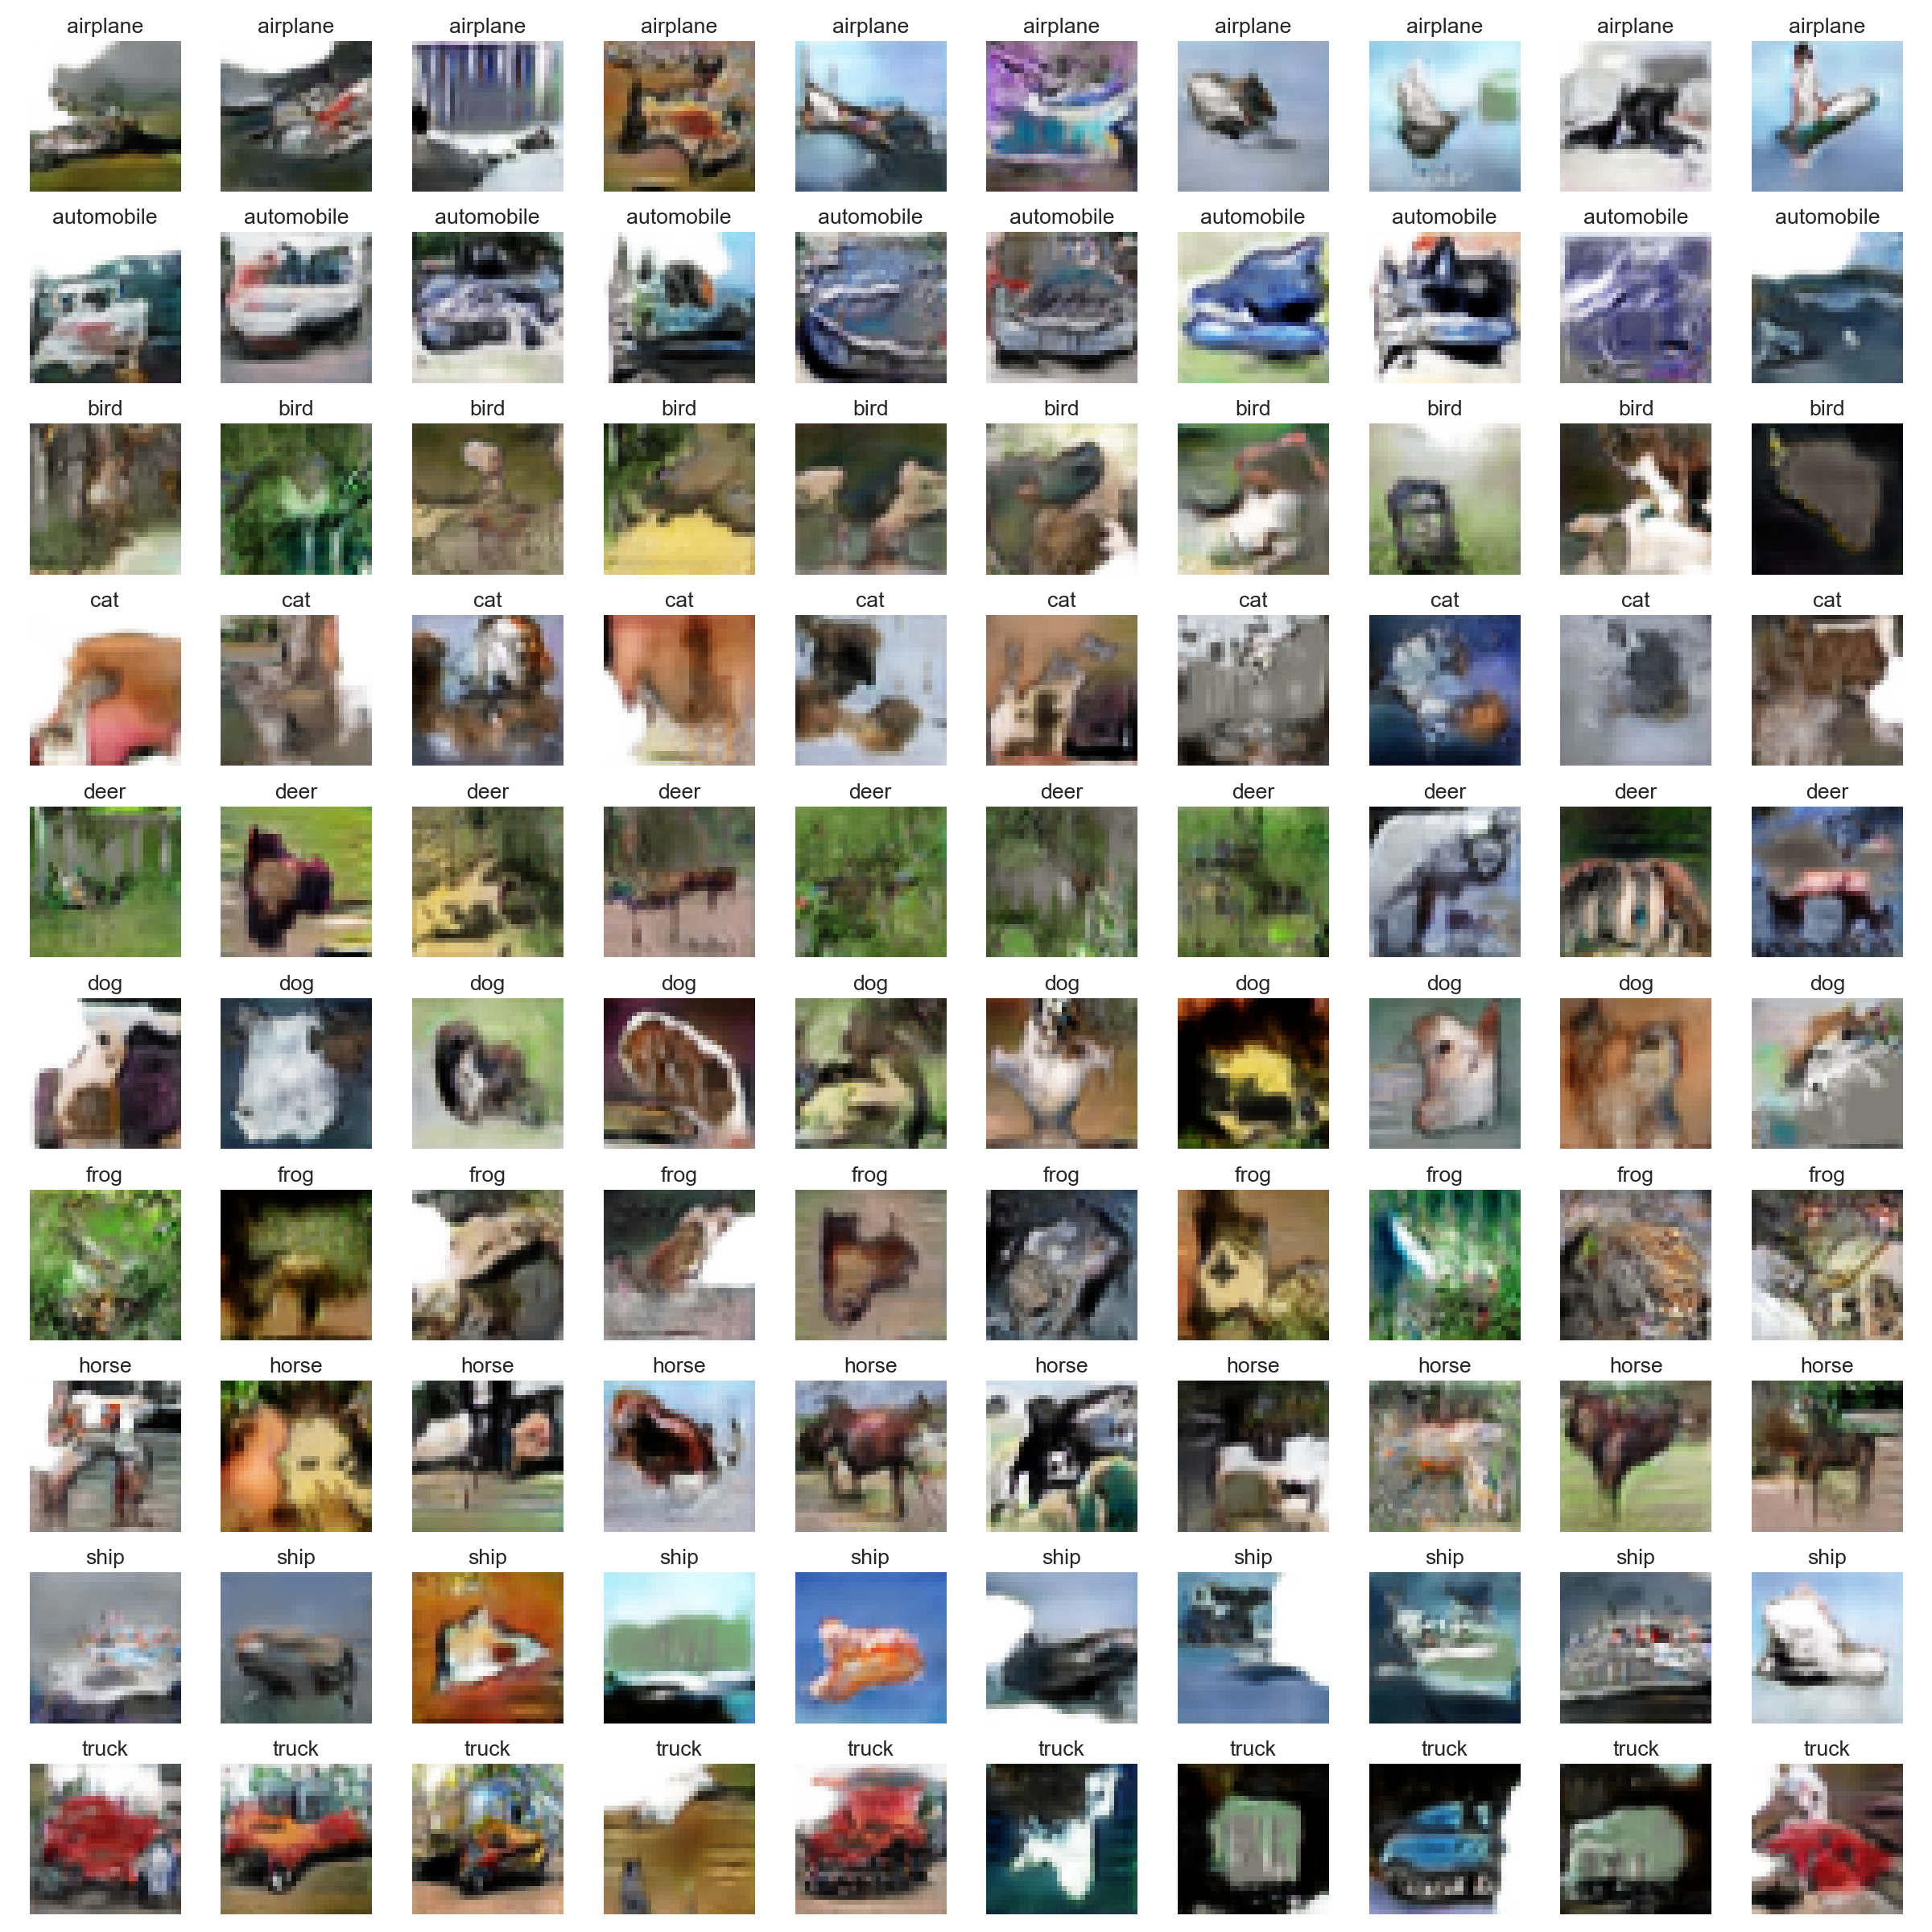 airplane airplane airplane airplane airplane airplane airplane airplane airplane airplane
automobile automobile automobile automobile automobile automobile automobile automobile automobile automobile
bird bird bird bird bird bird bird bird bird bird
cat cat cat cat cat cat cat cat cat cat
deer deer deer deer deer deer deer deer deer deer
dog dog dog dog dog dog dog dog dog dog
frog frog frog frog frog frog frog frog frog frog
horse horse horse horse horse horse horse horse horse horse
ship ship ship ship ship ship ship ship ship ship
truck truck truck truck truck truck truck truck truck truck